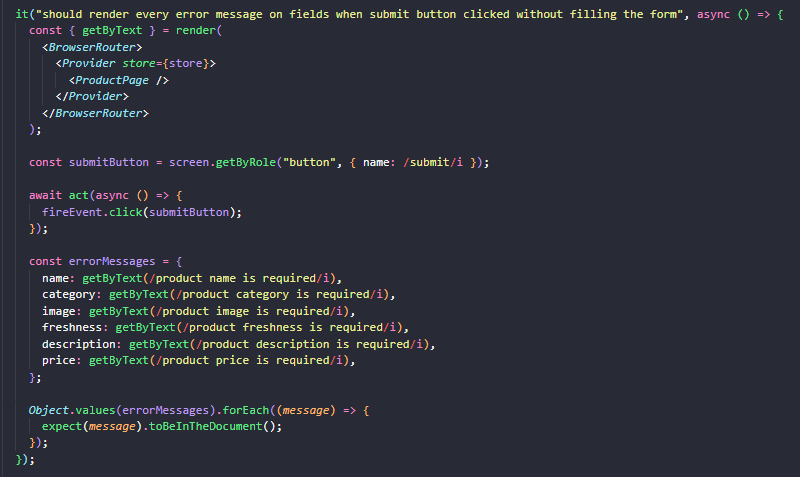 it("should render every error message on fields when submit button clicked without filling the form", async () => {
  const { getByText } = render(
    <BrowserRouter>
      <Provider store={store}>
        <ProductPage />
      </Provider>
    </BrowserRouter>
  );

  const submitButton = screen.getByRole("button", { name: /submit/i });

  await act(async () => {
    fireEvent.click(submitButton);
  });

  const errorMessages = {
    name: getByText(/product name is required/i),
    category: getByText(/product category is required/i),
    image: getByText(/product image is required/i),
    freshness: getByText(/product freshness is required/i),
    description: getByText(/product description is required/i),
    price: getByText(/product price is required/i),
  };

  Object.values(errorMessages).forEach((message) => {
    expect(message).toBeInTheDocument();
  });
});